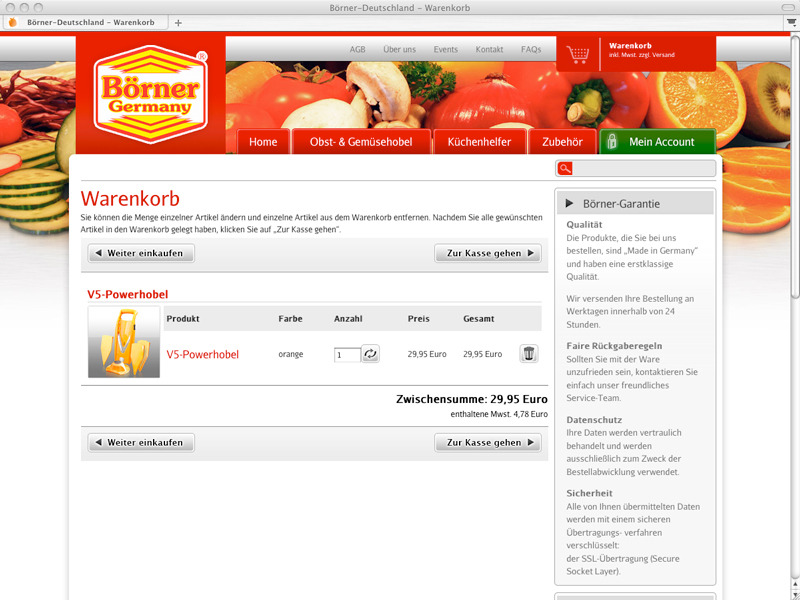 Börner-Deutschland – Warenkorb
Börner-Deutschland – Warenkorb
AGB Über uns Events Kontakt FAQs
Warenkorb
inkl. Mwst. zzgl. Versand
Börner
Germany
®
Home Obst- & Gemüsehobel Küchenhelfer Zubehör Mein Account
Warenkorb
Sie können die Menge einzelner Artikel ändern und einzelne Artikel aus dem Warenkorb entfernen. Nachdem Sie alle gewünschten
Artikel in den Warenkorb gelegt haben, klicken Sie auf „Zur Kasse gehen“.
Weiter einkaufen Zur Kasse gehen
V5-Powerhobel
Produkt Farbe Anzahl Preis Gesamt
V5-Powerhobel orange 1 29,95 Euro 29,95 Euro
Zwischensumme: 29,95 Euro
enthaltene Mwst. 4,78 Euro
Weiter einkaufen Zur Kasse gehen
Börner-Garantie
Qualität
Die Produkte, die Sie bei uns
bestellen, sind „Made in Germany“
und haben eine erstklassige
Qualität.
Wir versenden Ihre Bestellung an
Werktagen innerhalb von 24
Stunden.
Faire Rückgaberegeln
Sollten Sie mit der Ware
unzufrieden sein, kontaktieren Sie
einfach unser freundliches
Service-Team.
Datenschutz
Ihre Daten werden vertraulich
behandelt und werden
ausschließlich zum Zweck der
Bestellabwicklung verwendet.
Sicherheit
Alle von Ihnen übermittelten Daten
werden mit einem sicheren
Übertragungs- verfahren
verschlüsselt:
der SSL-Übertragung (Secure
Socket Layer).